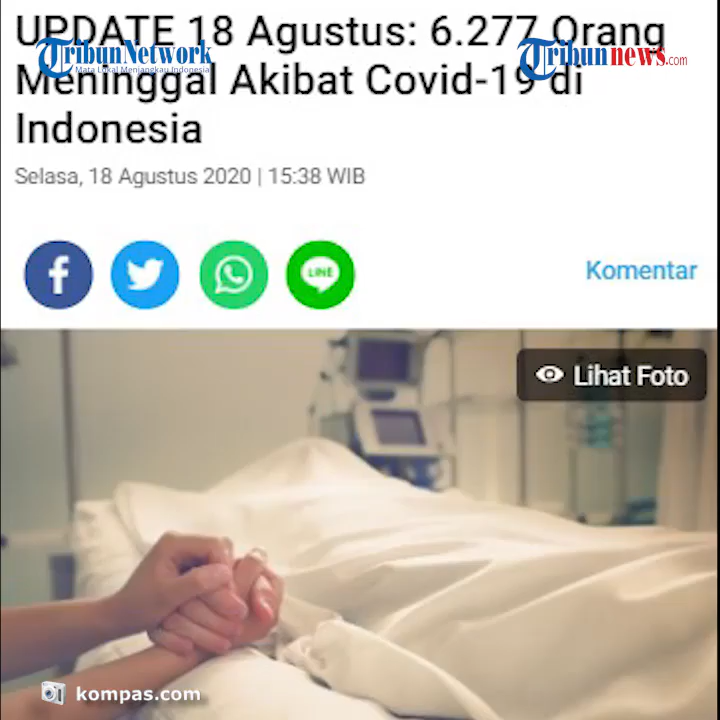 UPDATE 18 Agustus: 6.277 Orang
TribunNetwork
Mata Lokal Menjangkau Indonesia
Tribunnews.com
Meninggal Akibat Covid-19 di
Indonesia
Selasa, 18 Agustus 2020 | 15:38 WIB
f
LINE
Komentar
Lihat Foto
kompas.com